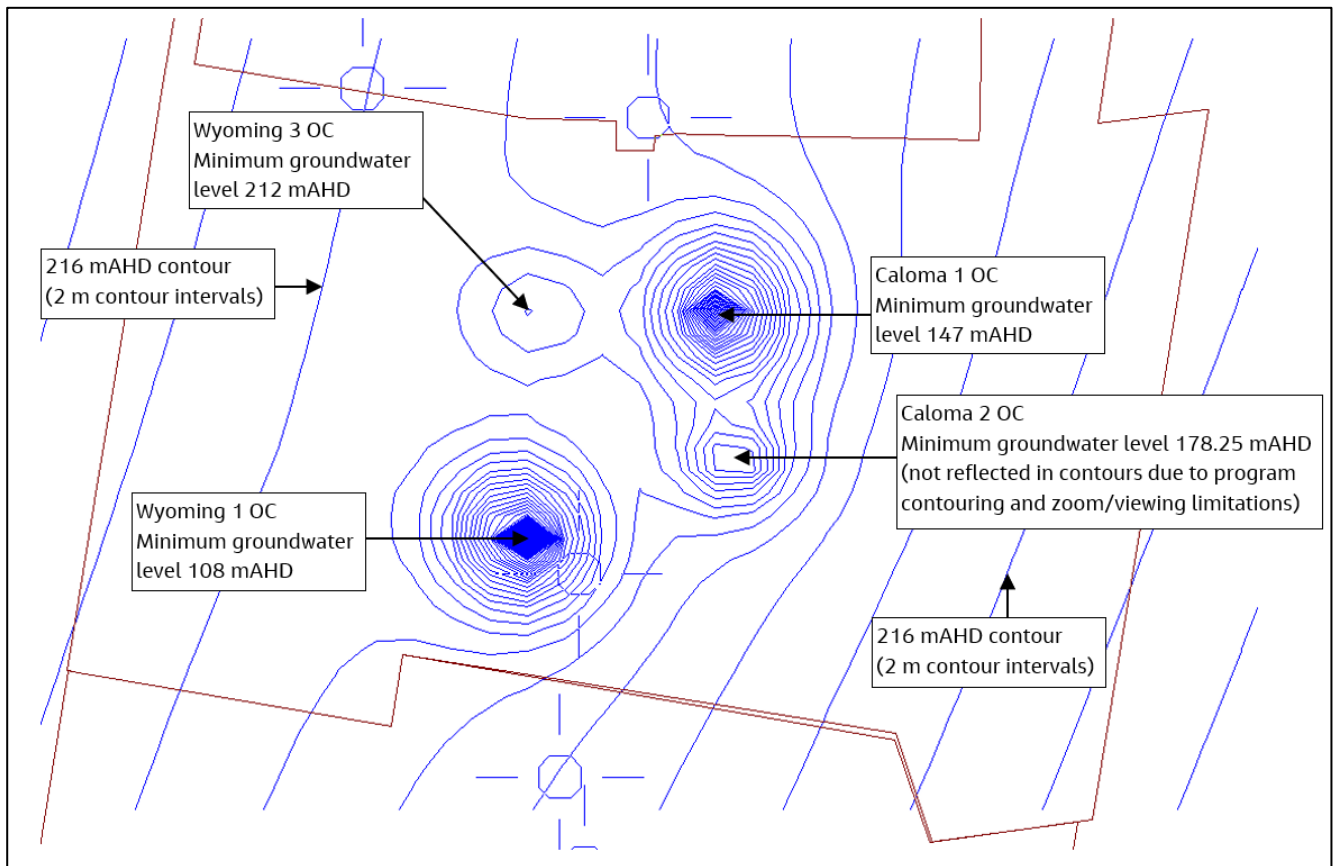 Wyoming 3 OC
Minimum groundwater
level 212 mAHD
216 mAHD contour
(2 m contour intervals)
Caloma 1 OC
Minimum groundwater
level 147 mAHD
Caloma 2 OC
Minimum groundwater level 178.25 mAHD
(not reflected in contours due to program
contouring and zoom/viewing limitations)
Wyoming 1 OC
Minimum groundwater
level 108 mAHD
216 mAHD contour
(2 m contour intervals)